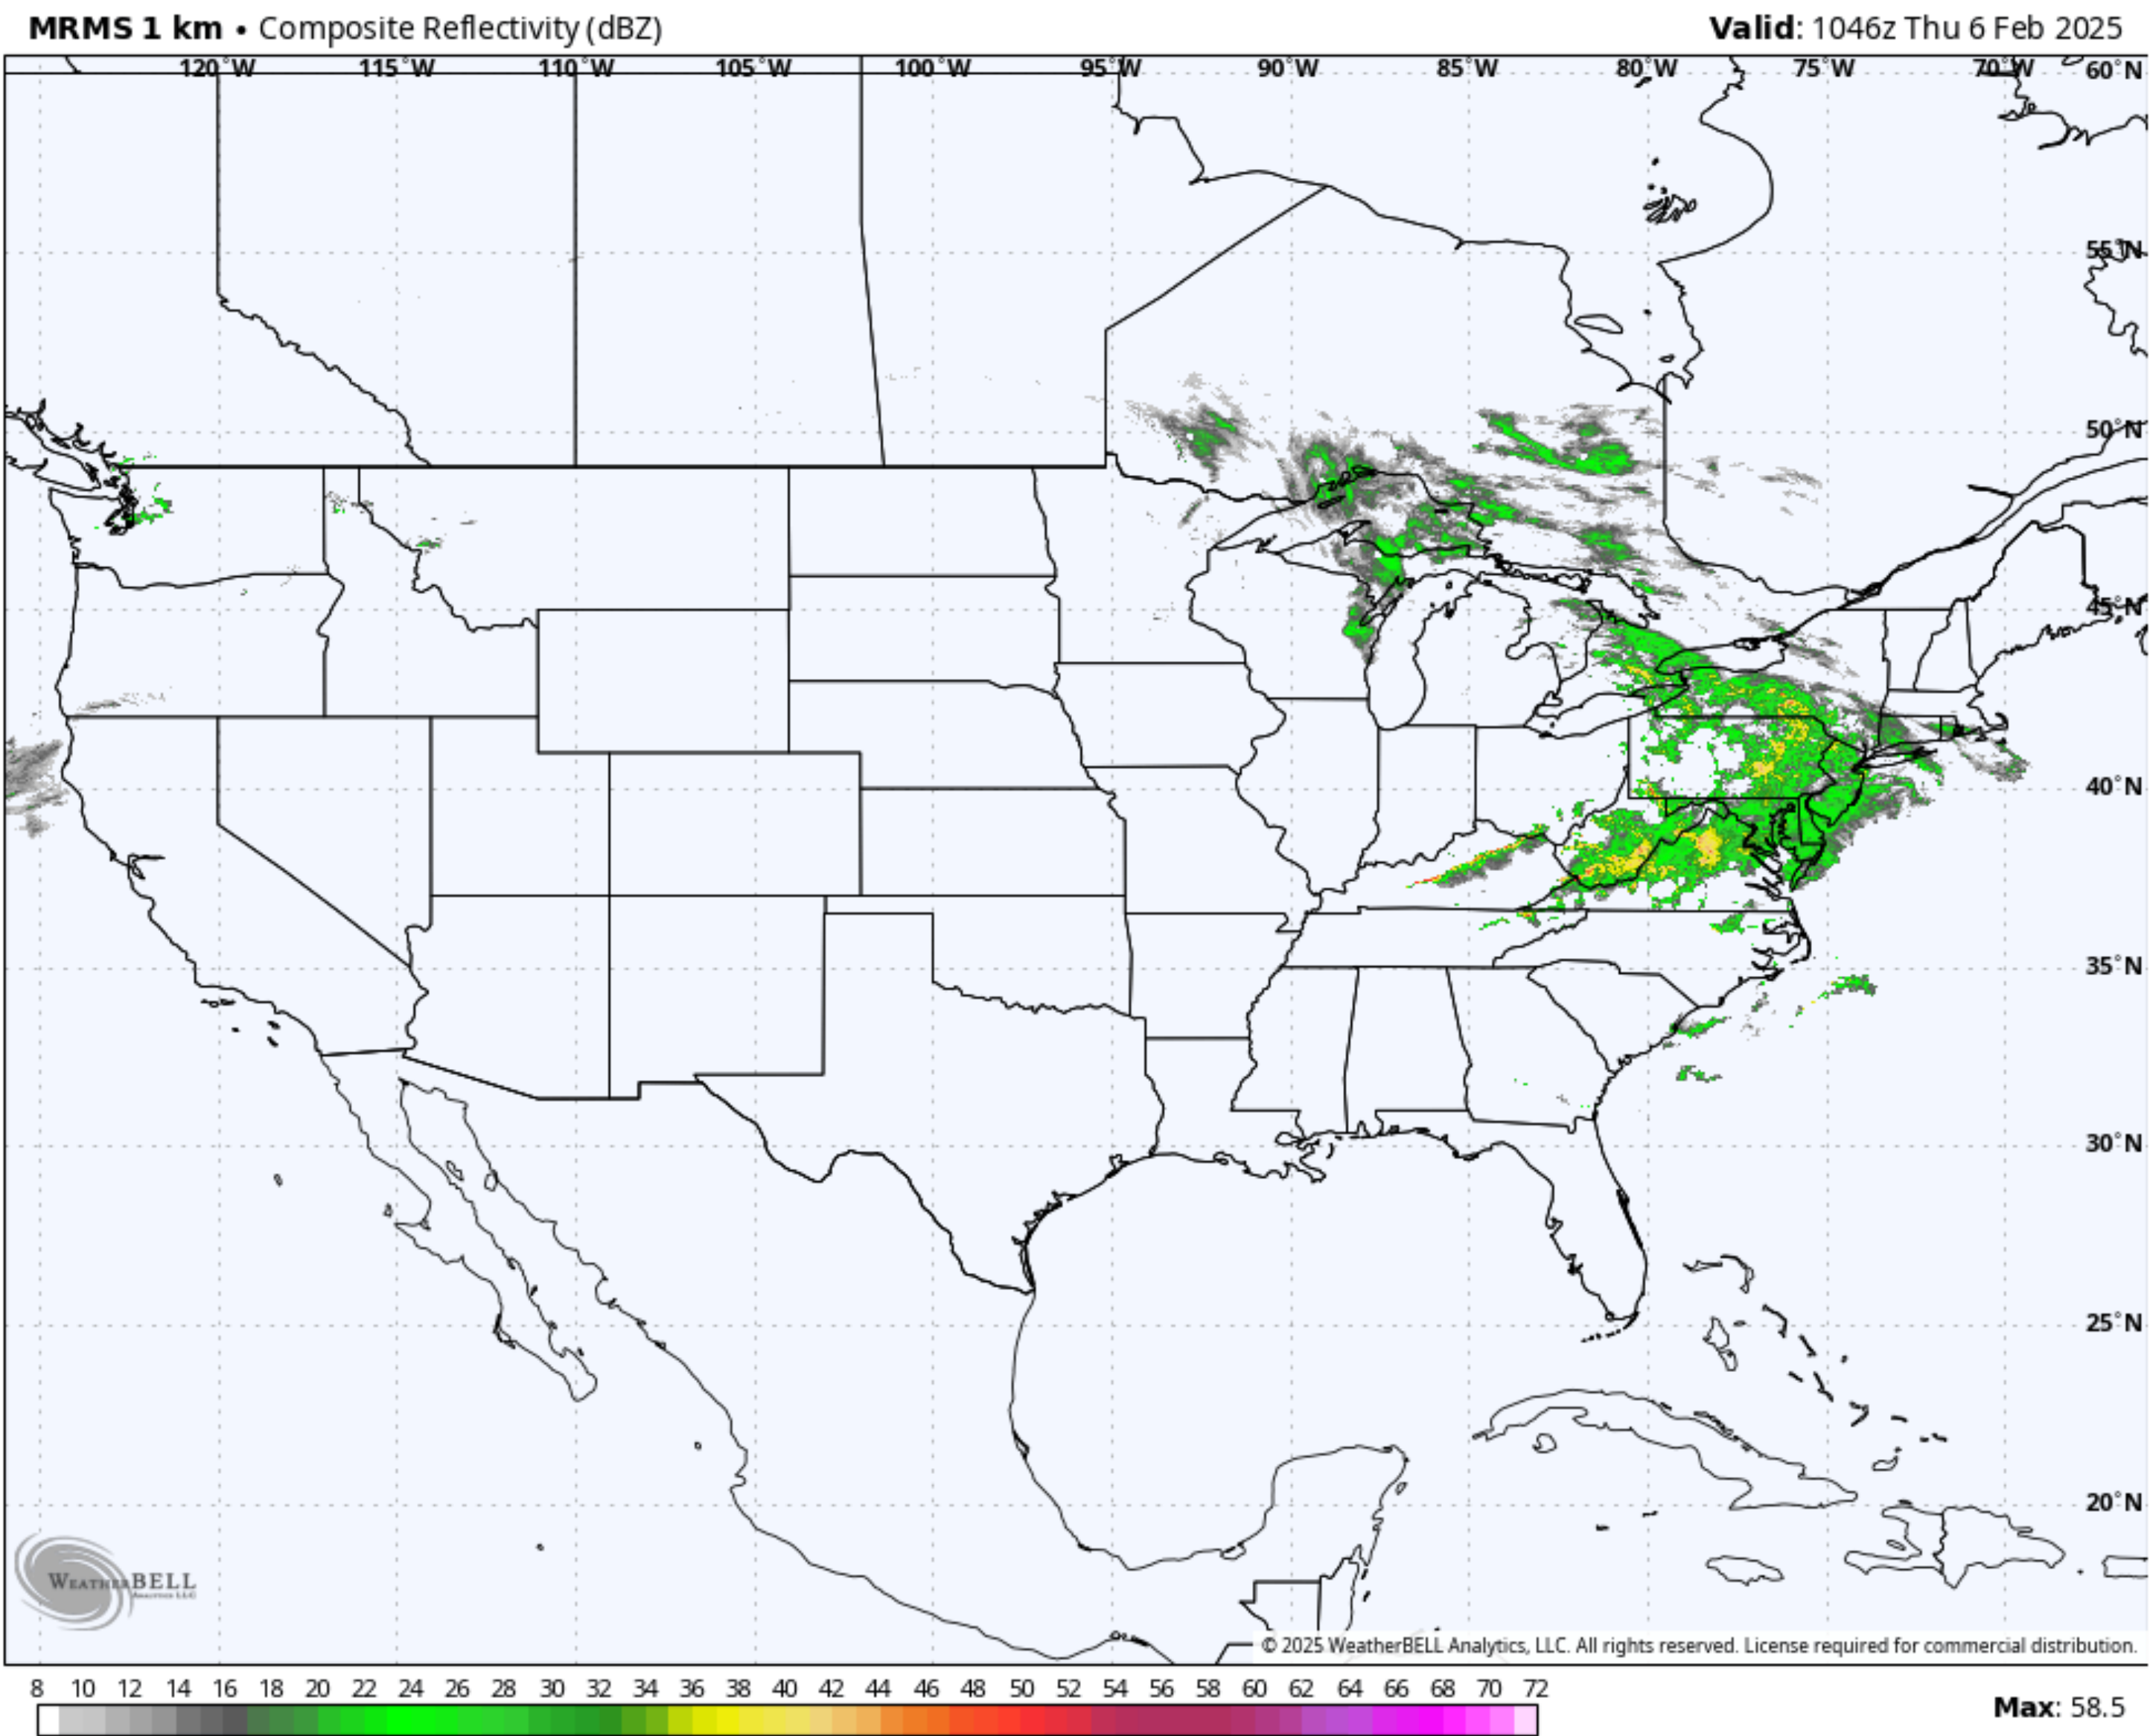 MRMS 1 km • Composite Reflectivity (dBZ) Valid: 1046z Thu 6 Feb 2025
120°W 115°W 110°W 105°W 100°W 95°W 90°W 85°W 80°W 75°W 70°W 60°N
55°N
50°N
45°N
40°N
35°N
30°N
25°N
20°N
WEATHERBELL
ANALYTICS LLC
© 2025 WeatherBELL Analytics, LLC. All rights reserved. License required for commercial distribution.
8 10 12 14 16 18 20 22 24 26 28 30 32 34 36 38 40 42 44 46 48 50 52 54 56 58 60 62 64 66 68 70 72
Max: 58.5